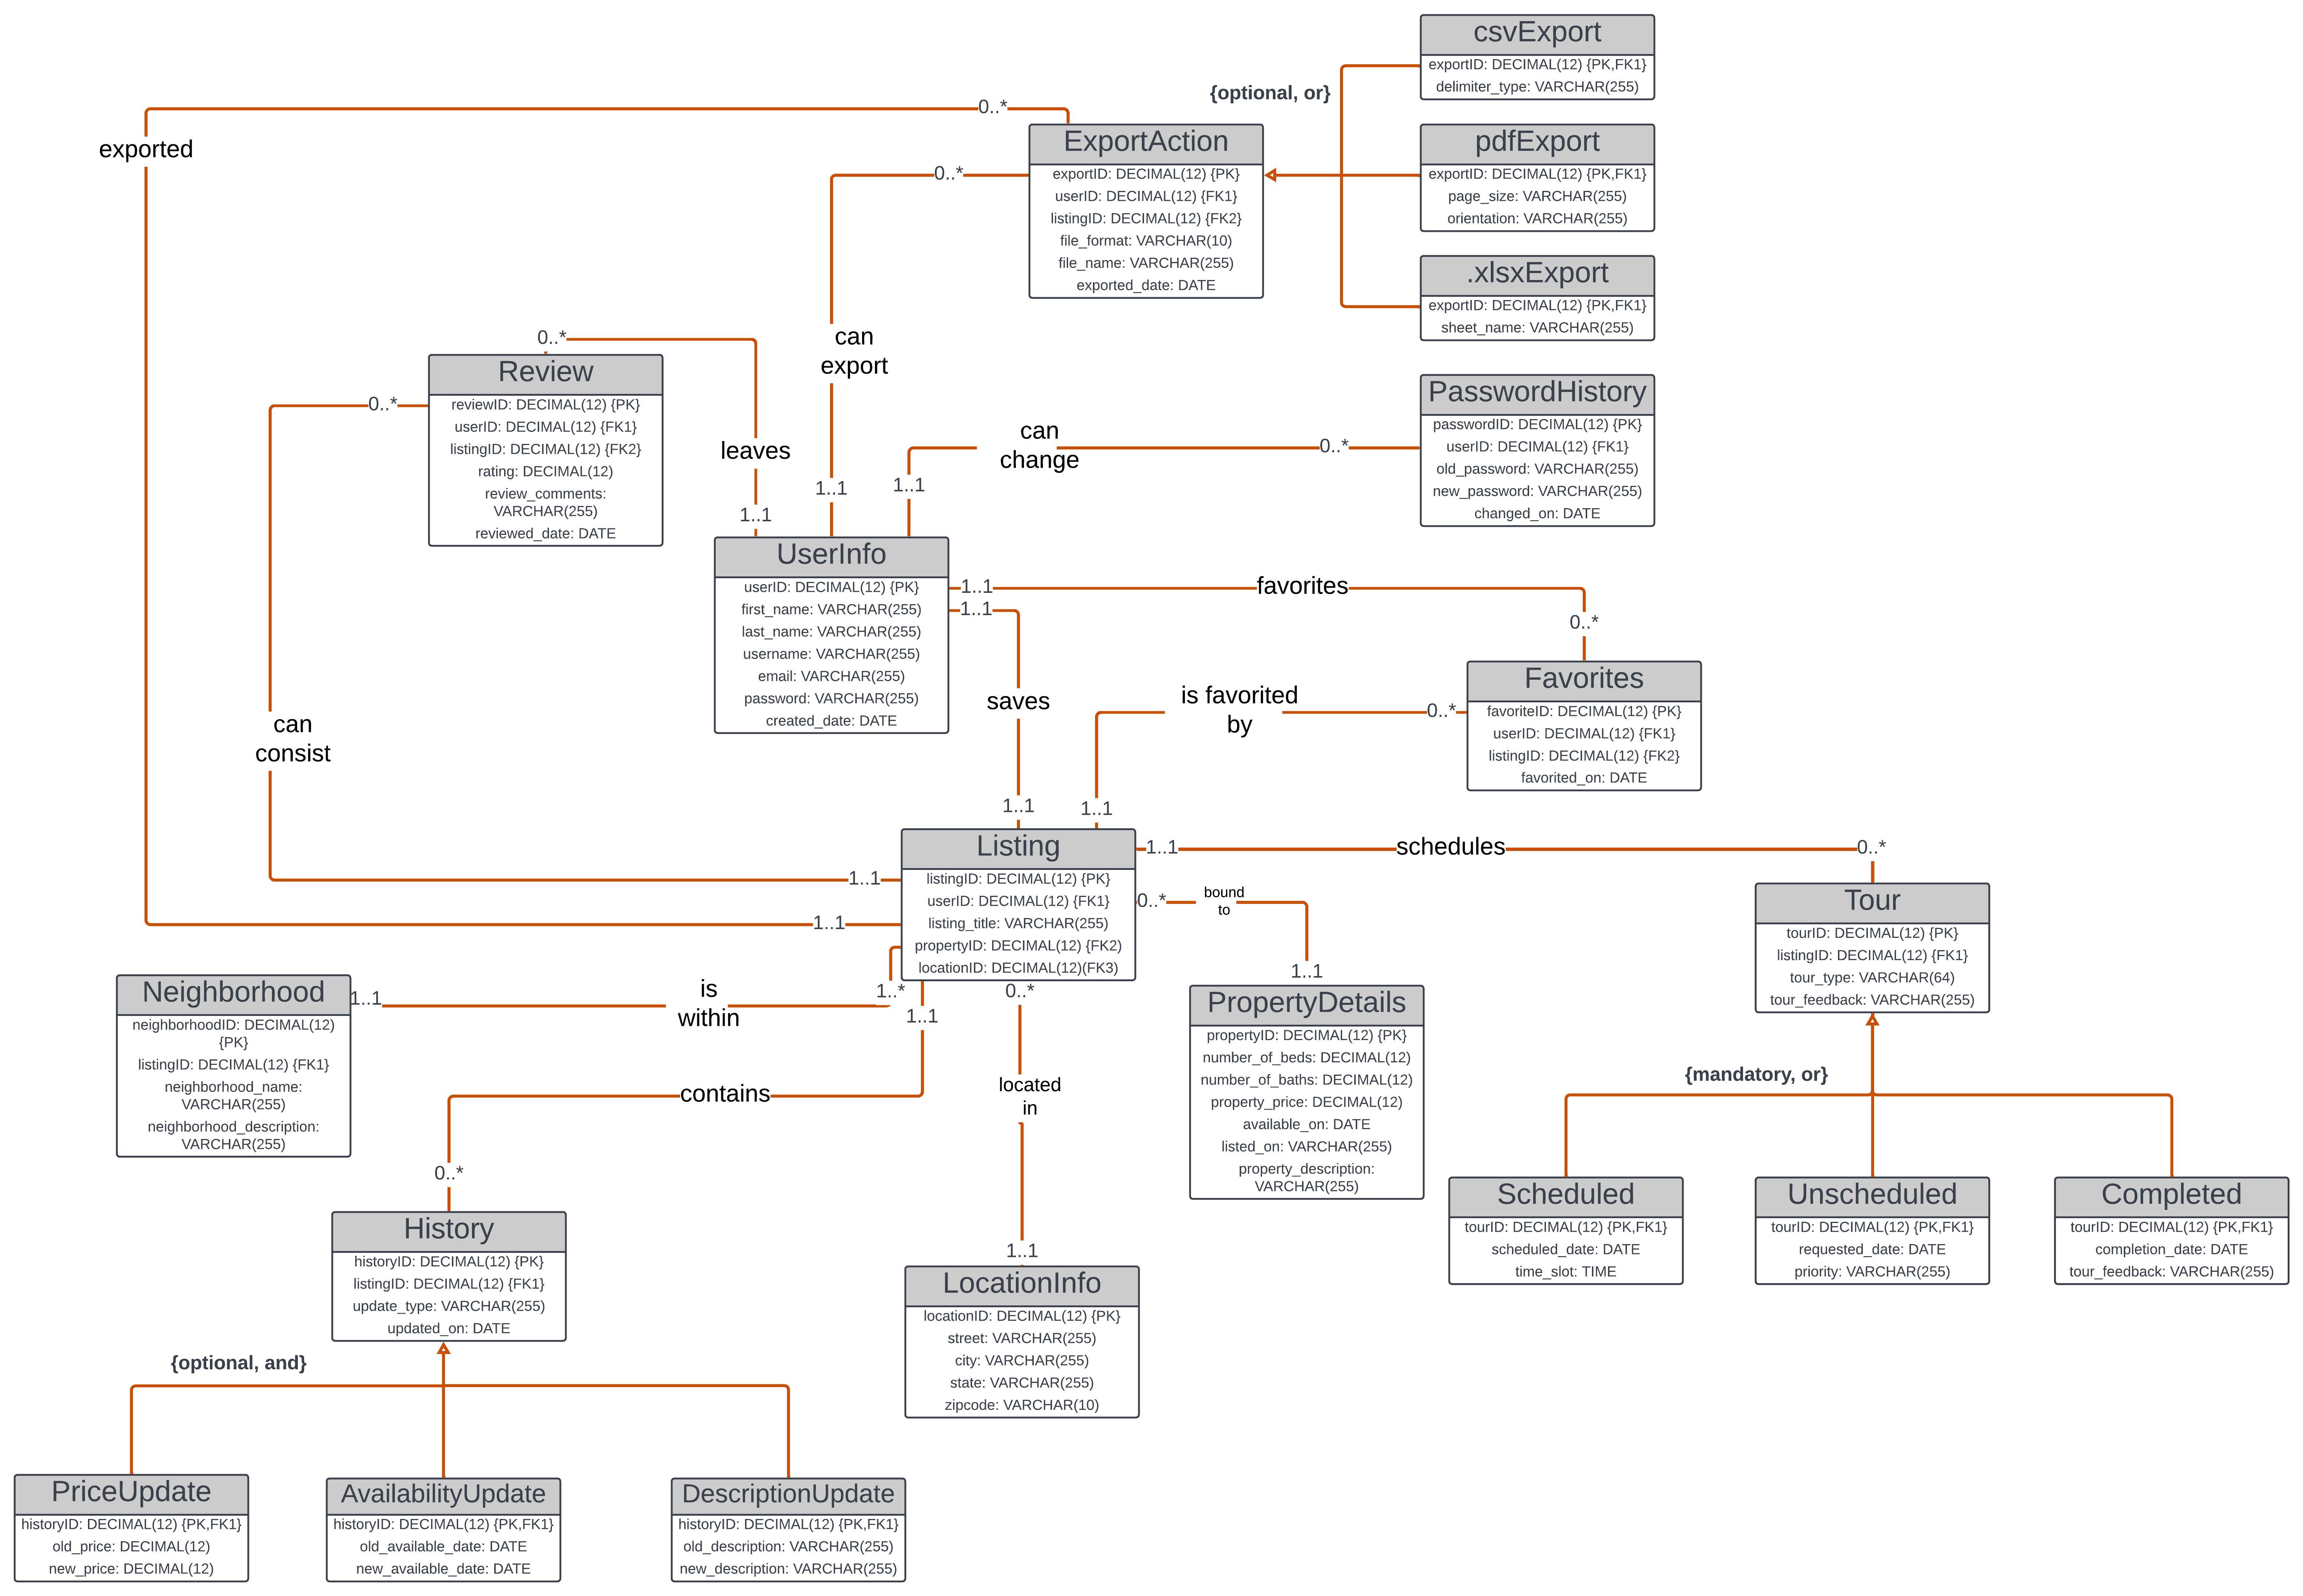 csvExport
exportID: DECIMAL(12) {PK,FK1}
delimiter_type: VARCHAR(255)
{optional, or}
0..*
exported
ExportAction
exportID: DECIMAL(12) {PK}
userID: DECIMAL(12) {FK1}
listingID: DECIMAL(12) {FK2}
file_format: VARCHAR(10)
file_name: VARCHAR(255)
exported_date: DATE
0..*
pdfExport
exportID: DECIMAL(12) {PK,FK1}
page_size: VARCHAR(255)
orientation: VARCHAR(255)
.xlsxExport
exportID: DECIMAL(12) {PK,FK1}
sheet_name: VARCHAR(255)
can
export
0..*
Review
reviewID: DECIMAL(12) {PK}
userID: DECIMAL(12) {FK1}
listingID: DECIMAL(12) {FK2}
rating: DECIMAL(12)
review_comments:
VARCHAR(255)
reviewed_date: DATE
0..*
leaves
PasswordHistory
passwordID: DECIMAL(12) {PK}
userID: DECIMAL(12) {FK1}
old_password: VARCHAR(255)
new_password: VARCHAR(255)
changed_on: DATE
can
change
0..*
1..1
1..1
1..1
UserInfo
userID: DECIMAL(12) {PK}
first_name: VARCHAR(255)
last_name: VARCHAR(255)
username: VARCHAR(255)
email: VARCHAR(255)
password: VARCHAR(255)
created_date: DATE
1..1
favorites
1..1
0..*
saves
is favorited
by
0..*
Favorites
favoriteID: DECIMAL(12) {PK}
userID: DECIMAL(12) {FK1}
listingID: DECIMAL(12) {FK2}
favorited_on: DATE
can
consist
1..1
1..1
Listing
listingID: DECIMAL(12) {PK}
userID: DECIMAL(12) {FK1}
listing_title: VARCHAR(255)
propertyID: DECIMAL(12) {FK2}
locationID: DECIMAL(12)(FK3)
1..1
schedules
0..*
1..1
0..*
bound
to
1..1
1..1
Tour
tourID: DECIMAL(12) {PK}
listingID: DECIMAL(12) {FK1}
tour_type: VARCHAR(64)
tour_feedback: VARCHAR(255)
Neighborhood
neighborhoodID: DECIMAL(12)
{PK}
listingID: DECIMAL(12) {FK1}
neighborhood_name:
VARCHAR(255)
neighborhood_description:
VARCHAR(255)
1..1
is
within
1..*
1..1
0..*
PropertyDetails
propertyID: DECIMAL(12) {PK}
number_of_beds: DECIMAL(12)
number_of_baths: DECIMAL(12)
property_price: DECIMAL(12)
available_on: DATE
listed_on: VARCHAR(255)
property_description:
VARCHAR(255)
contains
located
in
{mandatory, or}
0..*
1..1
History
historyID: DECIMAL(12) {PK}
listingID: DECIMAL(12) {FK1}
update_type: VARCHAR(255)
updated_on: DATE
LocationInfo
locationID: DECIMAL(12) {PK}
street: VARCHAR(255)
city: VARCHAR(255)
state: VARCHAR(255)
zipcode: VARCHAR(10)
Scheduled
tourID: DECIMAL(12) {PK,FK1}
scheduled_date: DATE
time_slot: TIME
Unscheduled
tourID: DECIMAL(12) {PK,FK1}
requested_date: DATE
priority: VARCHAR(255)
Completed
tourID: DECIMAL(12) {PK,FK1}
completion_date: DATE
tour_feedback: VARCHAR(255)
{optional, and}
PriceUpdate
historyID: DECIMAL(12) {PK,FK1}
old_price: DECIMAL(12)
new_price: DECIMAL(12)
AvailabilityUpdate
historyID: DECIMAL(12) {PK,FK1}
old_available_date: DATE
new_available_date: DATE
DescriptionUpdate
historyID: DECIMAL(12) {PK,FK1}
old_description: VARCHAR(255)
new_description: VARCHAR(255)